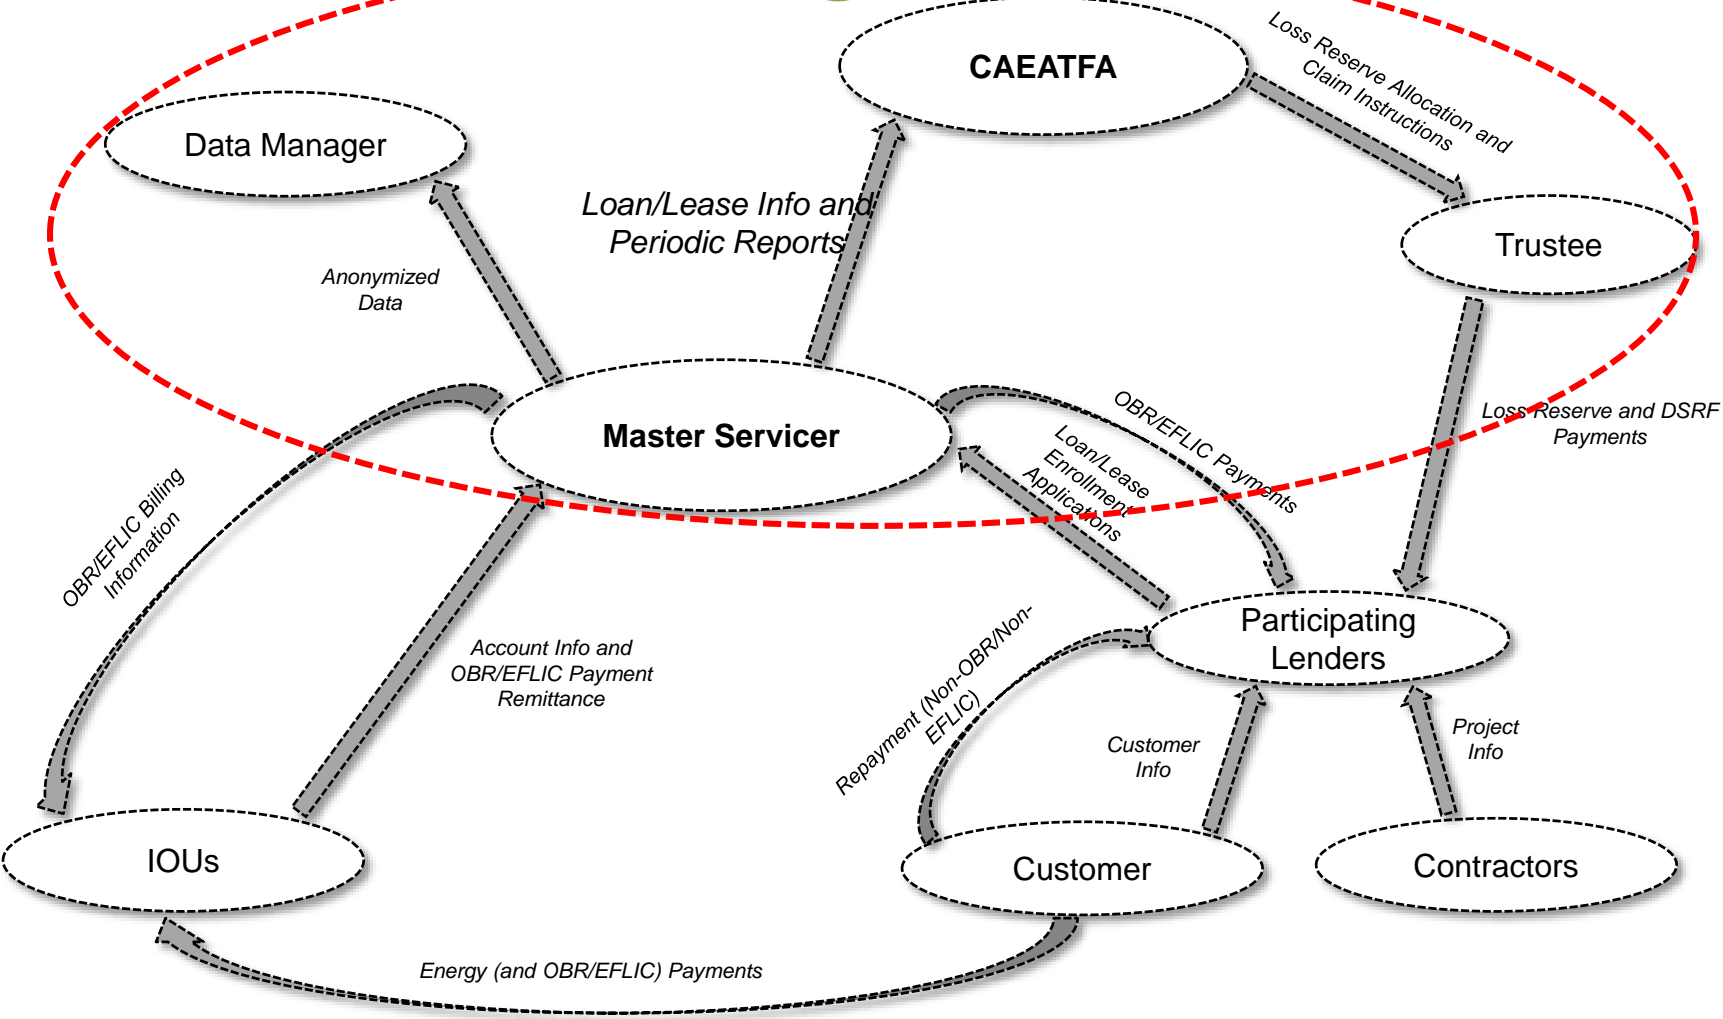 Loss Reserve Allocation and
Claim Instructions
CAEATFA
Data Manager
Loan/Lease Info and
Periodic Reports
Trustee
Anonymized
Data
OBR/EFLIC Payments
Loss Reserve and DSRF
Payments
Master Servicer
Loan/Lease
Enrollment
Applications
OBR/EFLIC Billing
Information
Account Info and
OBR/EFLIC Payment
Remittance
Participating
Lenders
Repayment (Non-OBR/Non-
EFLIC)
Customer
Info
Project
Info
IOUs
Customer
Contractors
Energy (and OBR/EFLIC) Payments